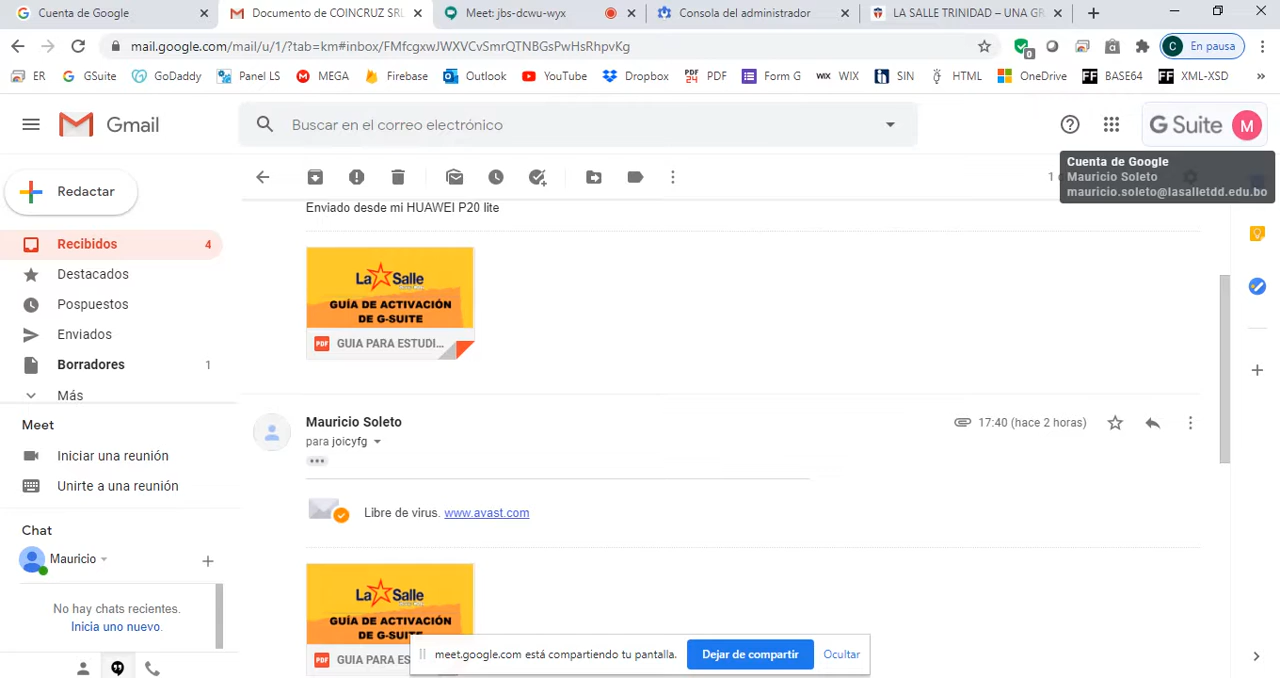 Cuenta de Google
Documento de COINCRUZ SRL
Meet: jbs-dcwu-wyx
Consola del administrador
LA SALLE TRINIDAD – UNA GR
mail.google.com/mail/u/1/?tab=km#inbox/FMfcgxwJWXVCvSmrQTNBGsPwHsRhpvKg
0
C En pausa
ER GSuite GoDaddy Panel LS MEGA Firebase Outlook YouTube Dropbox PDF Form G WIX SIN HTML OneDrive BASE64 XML-XSD »
Gmail
Buscar en el correo electrónico
G Suite M
Cuenta de Google
Mauricio Soleto
mauricio.soleto@lasalletdd.edu.bo
Redactar
Recibidos 4
Destacados
Pospuestos
Enviados
Borradores 1
Más
Meet
Iniciar una reunión
Unirte a una reunión
Chat
Mauricio
No hay chats recientes.
Inicia uno nuevo.
Enviado desde mi HUAWEI P20 lite
La Salle
GUÍA DE ACTIVACIÓN
DE G-SUITE
PDF GUIA PARA ESTUDI...
Mauricio Soleto
17:40 (hace 2 horas)
para joicyfg
Libre de virus. www.avast.com
La Salle
GUÍA DE ACTIVACIÓN
DE G-SUITE
PDF GUIA PARA ES
meet.google.com está compartiendo tu pantalla.
Dejar de compartir
Ocultar